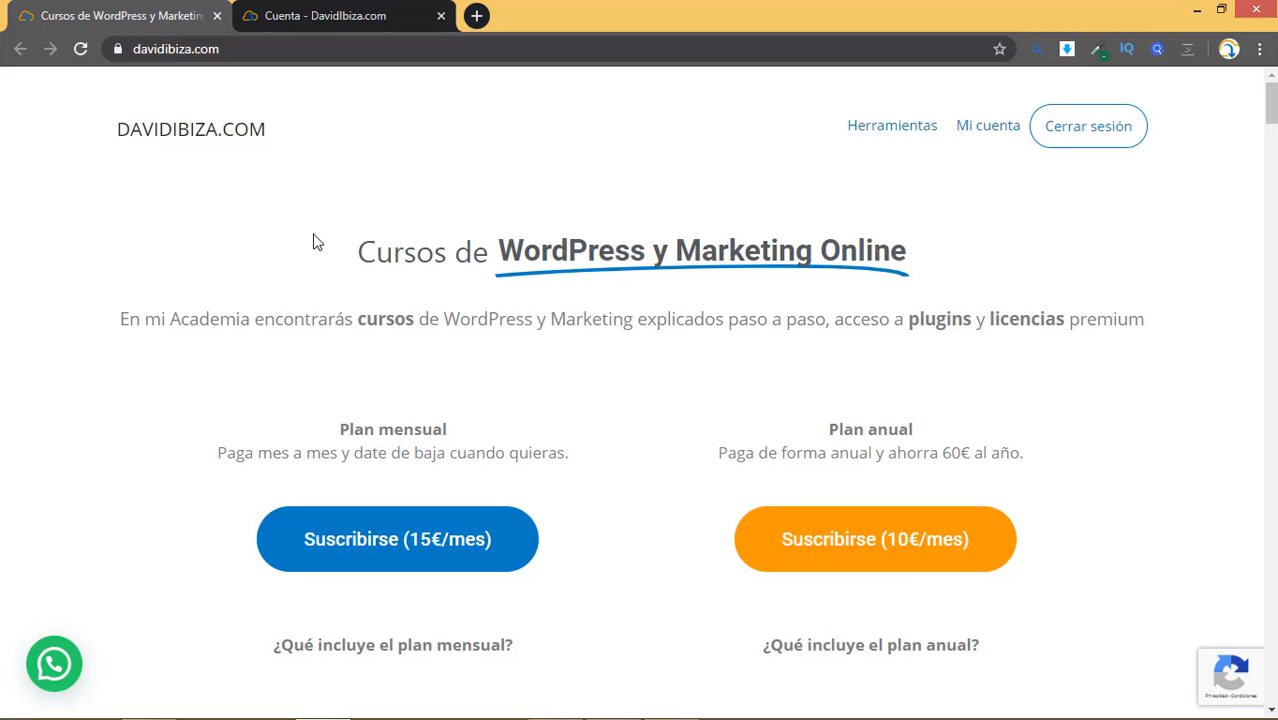 Cursos de WordPress y Marketin
Cuenta - DavidIbiza.com
davidibiza.com
IQ
DAVIDIBIZA.COM
Herramientas
Mi cuenta
Cerrar sesión
Cursos de WordPress y Marketing Online
En mi Academia encontrarás cursos de WordPress y Marketing explicados paso a paso, acceso a plugins y licencias premium
Plan mensual
Paga mes a mes y date de baja cuando quieras.
Suscribirse (15€/mes)
¿Qué incluye el plan mensual?
Plan anual
Paga de forma anual y ahorra 60€ al año.
Suscribirse (10€/mes)
¿Qué incluye el plan anual?
Privacidad - Condiciones